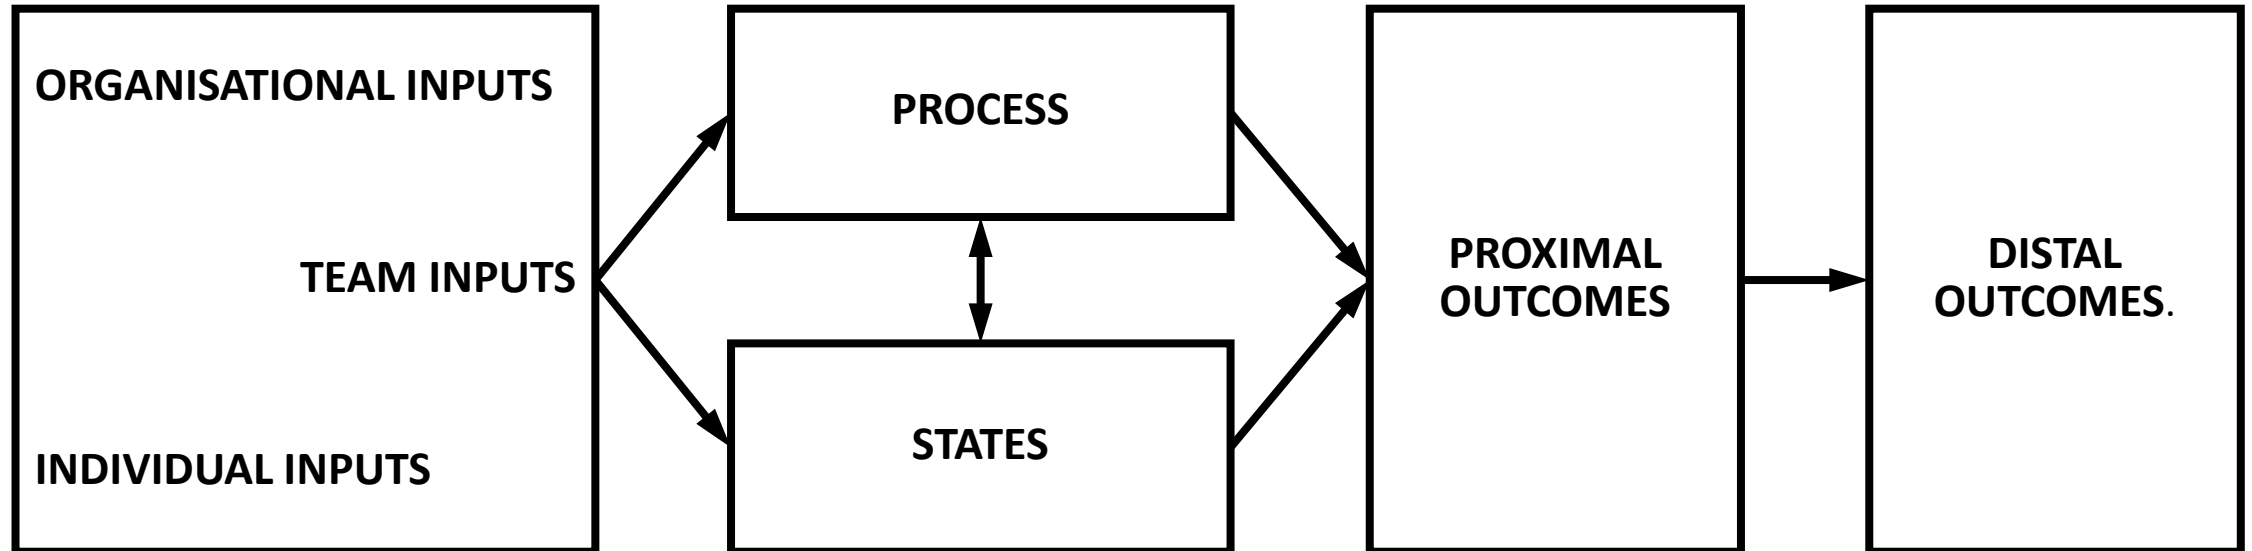 ORGANISATIONAL INPUTS
TEAM INPUTS
INDIVIDUAL INPUTS
PROCESS
STATES
PROXIMAL
OUTCOMES
DISTAL
OUTCOMES.